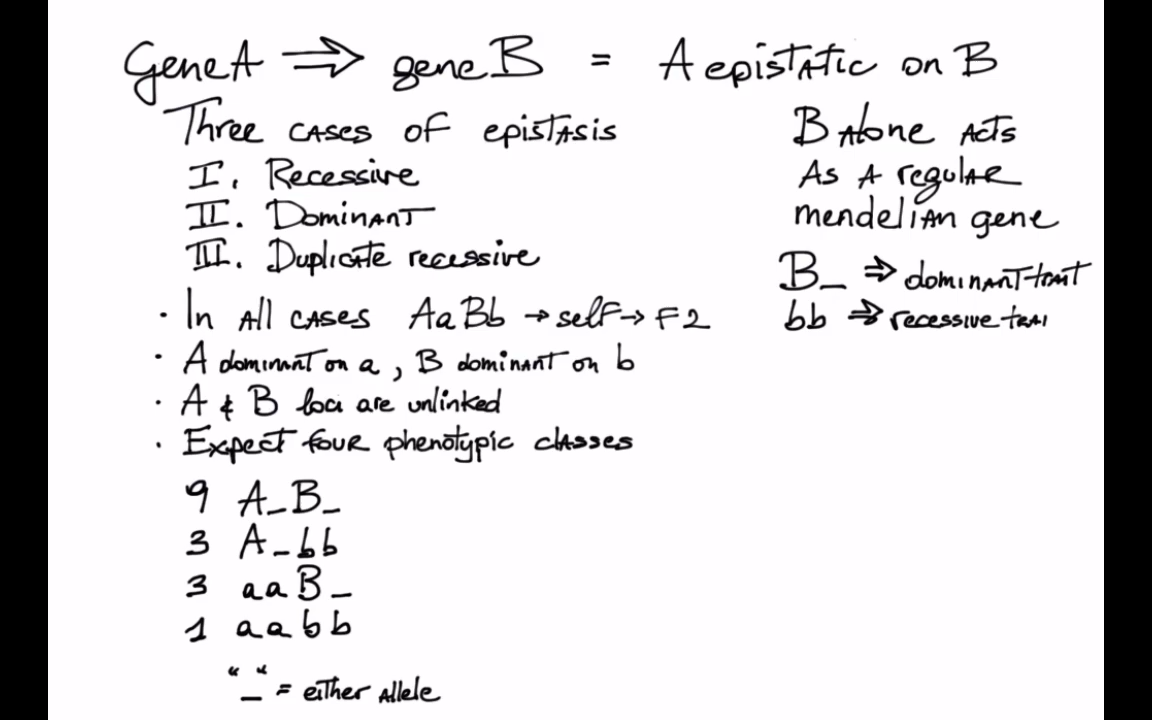 Gene A ⇒ gene B = A epistatic on B
Three cases of epistasis
I. Recessive
II. Dominant
III. Duplicate recessive
B alone acts
As a regular
mendelian gene
B_ ⇒ dominant trait
bb ⇒ recessive trai
· In all cases AaBb → self → F2
· A dominant on a, B dominant on b
· A & B loci are unlinked
· Expect four phenotypic classes
9 A_B_
3 A_bb
3 aaB_
1 aabb
"_" = either allele